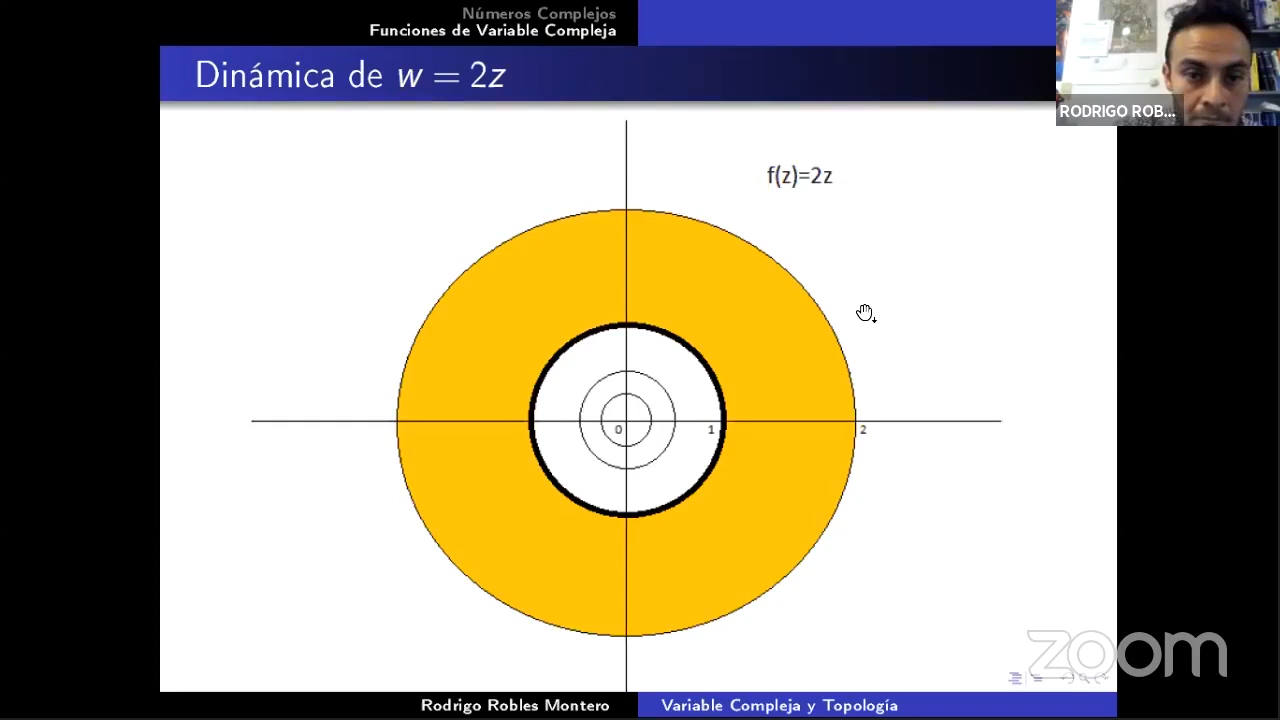 Números Complejos
Funciones de Variable Compleja
Dinámica de w = 2z
RODRIGO ROB...
f(z)=2z
0
1
2
zoom
Rodrigo Robles Montero
Variable Compleja y Topología